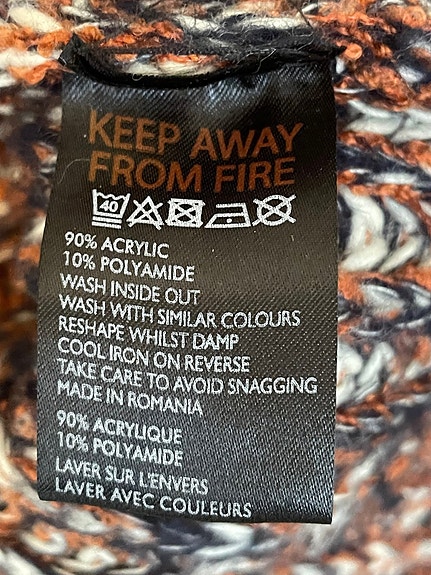 KEEP AWAY
FROM FIRE
40
90% ACRYLIC
10% POLYAMIDE
WASH INSIDE OUT
WASH WITH SIMILAR COLOURS
RESHAPE WHILST DAMP
COOL IRON ON REVERSE
TAKE CARE TO AVOID SNAGGING
MADE IN ROMANIA
90% ACRYLIQUE
10% POLYAMIDE
LAVER SUR L'ENVERS
LAVER AVEC COULEURS